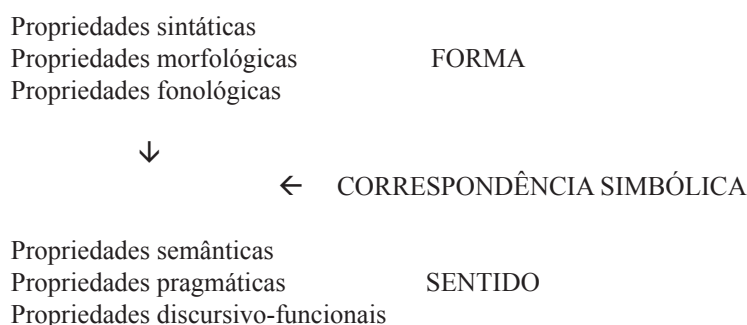 Propriedades sintáticas
Propriedades morfológicas FORMA
Propriedades fonológicas
↓
← CORRESPONDÊNCIA SIMBÓLICA
Propriedades semânticas
Propriedades pragmáticas SENTIDO
Propriedades discursivo-funcionais